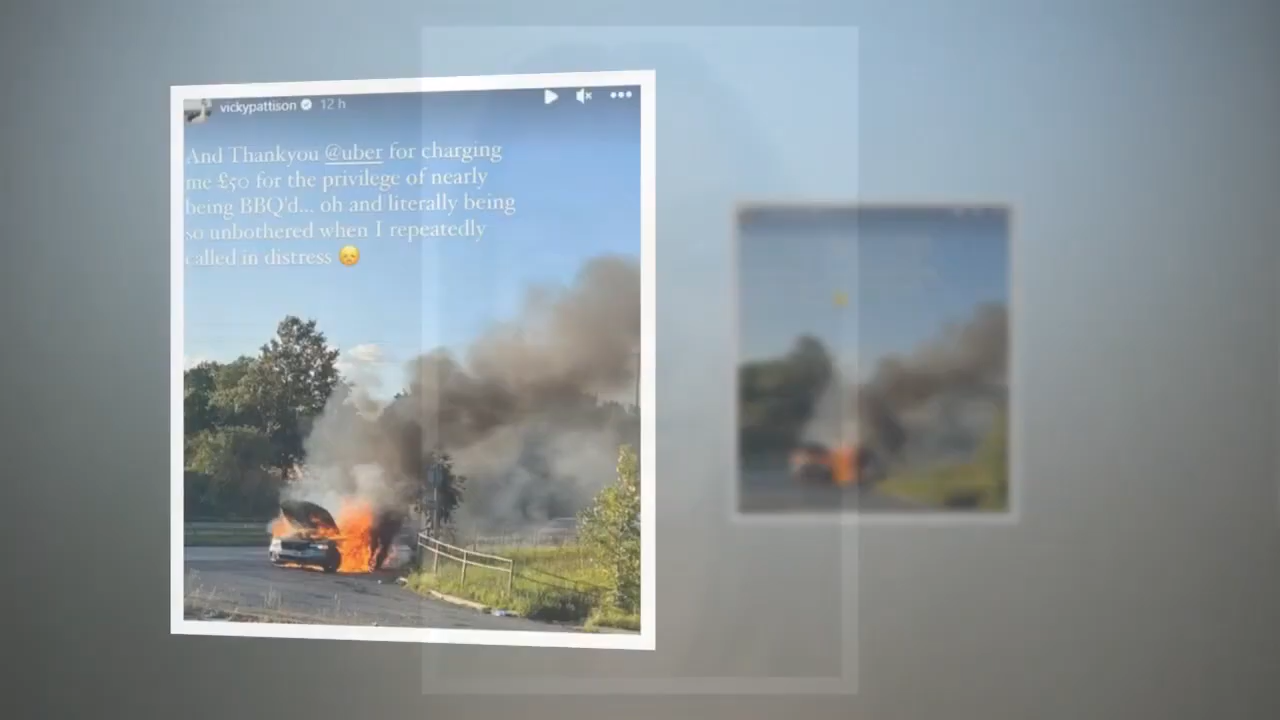 vickypattison 12 h
And Thankyou @uber for charging
me £50 for the privilege of nearly
being BBQ'd... oh and literally being
so unbothered when I repeatedly
called in distress 😞